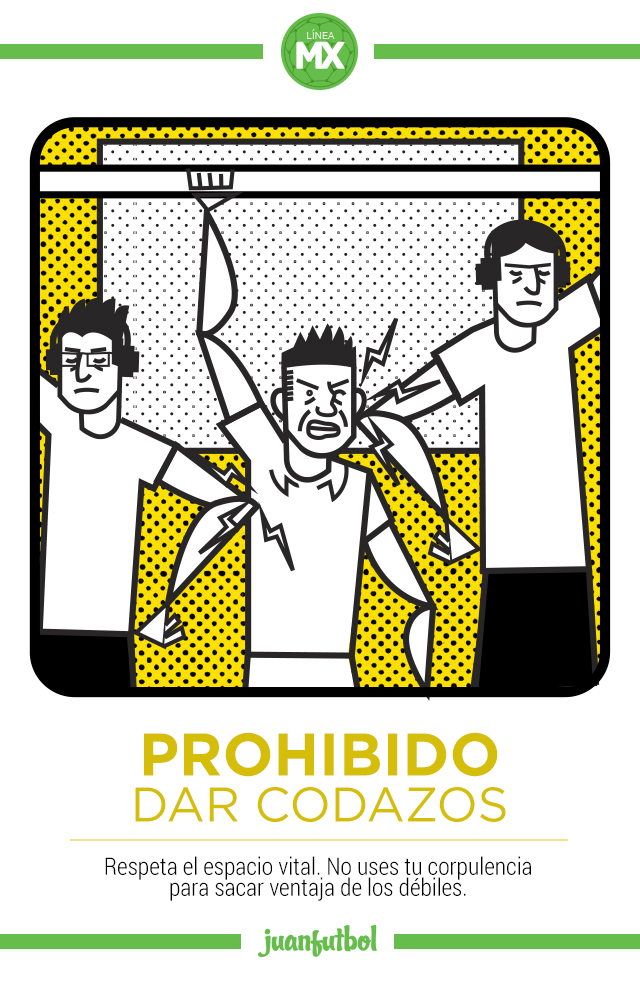 LÍNEA
MX
PROHIBIDO
DAR CODAZOS
Respeta el espacio vital. No uses tu corpulencia
para sacar ventaja de los débiles.
juanfutbol